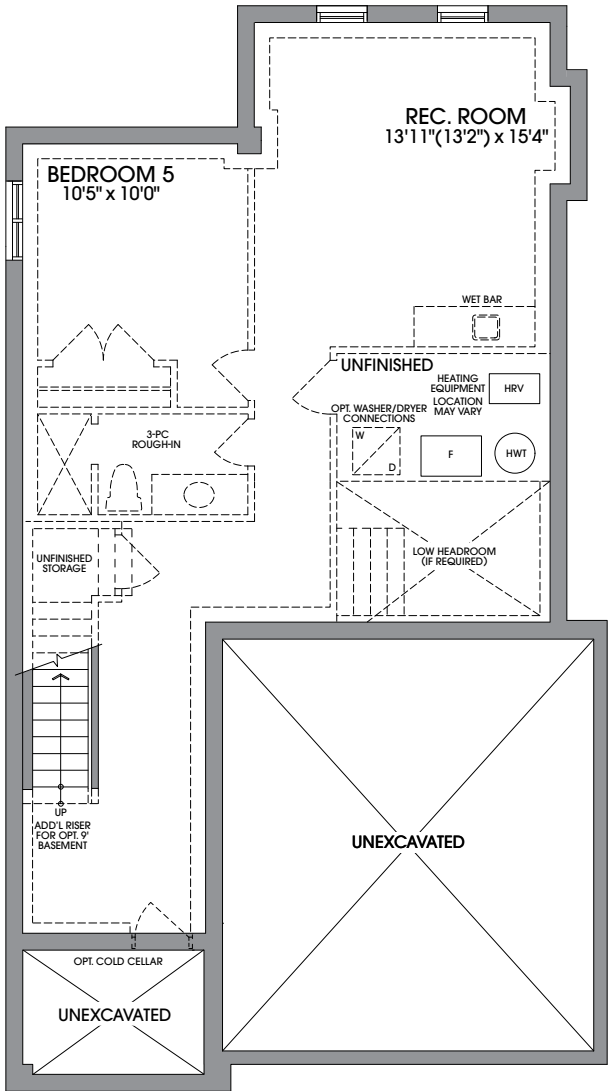 REC. ROOM
13'11"(13'2") x 15'4"
BEDROOM 5
10'5" x 10'0"
WET BAR
UNFINISHED
HEATING
EQUIPMENT
LOCATION
MAY VARY
HRV
OPT. WASHER/DRYER
CONNECTIONS
W
D
F
HWT
3-PC
ROUGH-IN
UNFINISHED
STORAGE
LOW HEADROOM
(IF REQUIRED)
UP
ADD'L RISER
FOR OPT. 9'
BASEMENT
UNEXCAVATED
OPT. COLD CELLAR
UNEXCAVATED